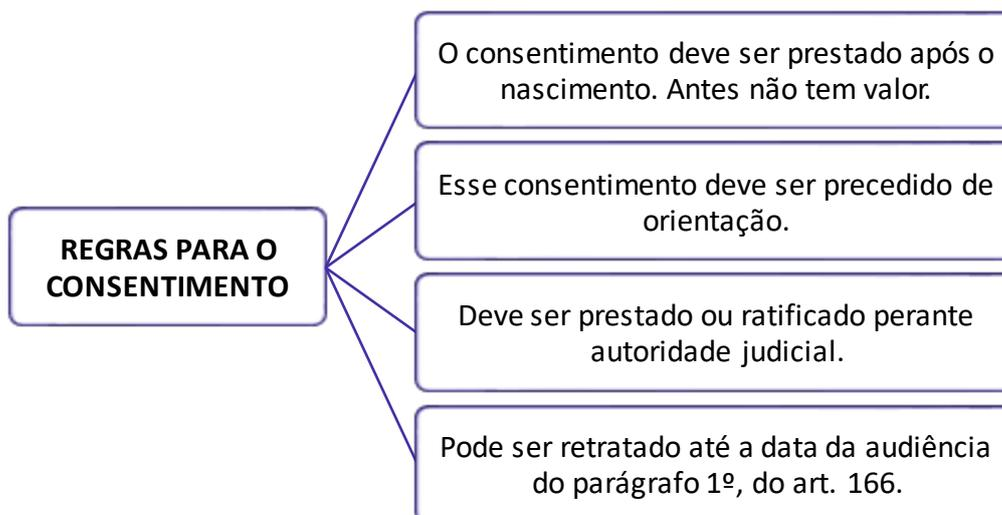 REGRAS PARA O
CONSENTIMENTO
O consentimento deve ser prestado após o
nascimento. Antes não tem valor.
Esse consentimento deve ser precedido de
orientação.
Deve ser prestado ou ratificado perante
autoridade judicial.
Pode ser retratado até a data da audiência
do parágrafo 1º, do art. 166.